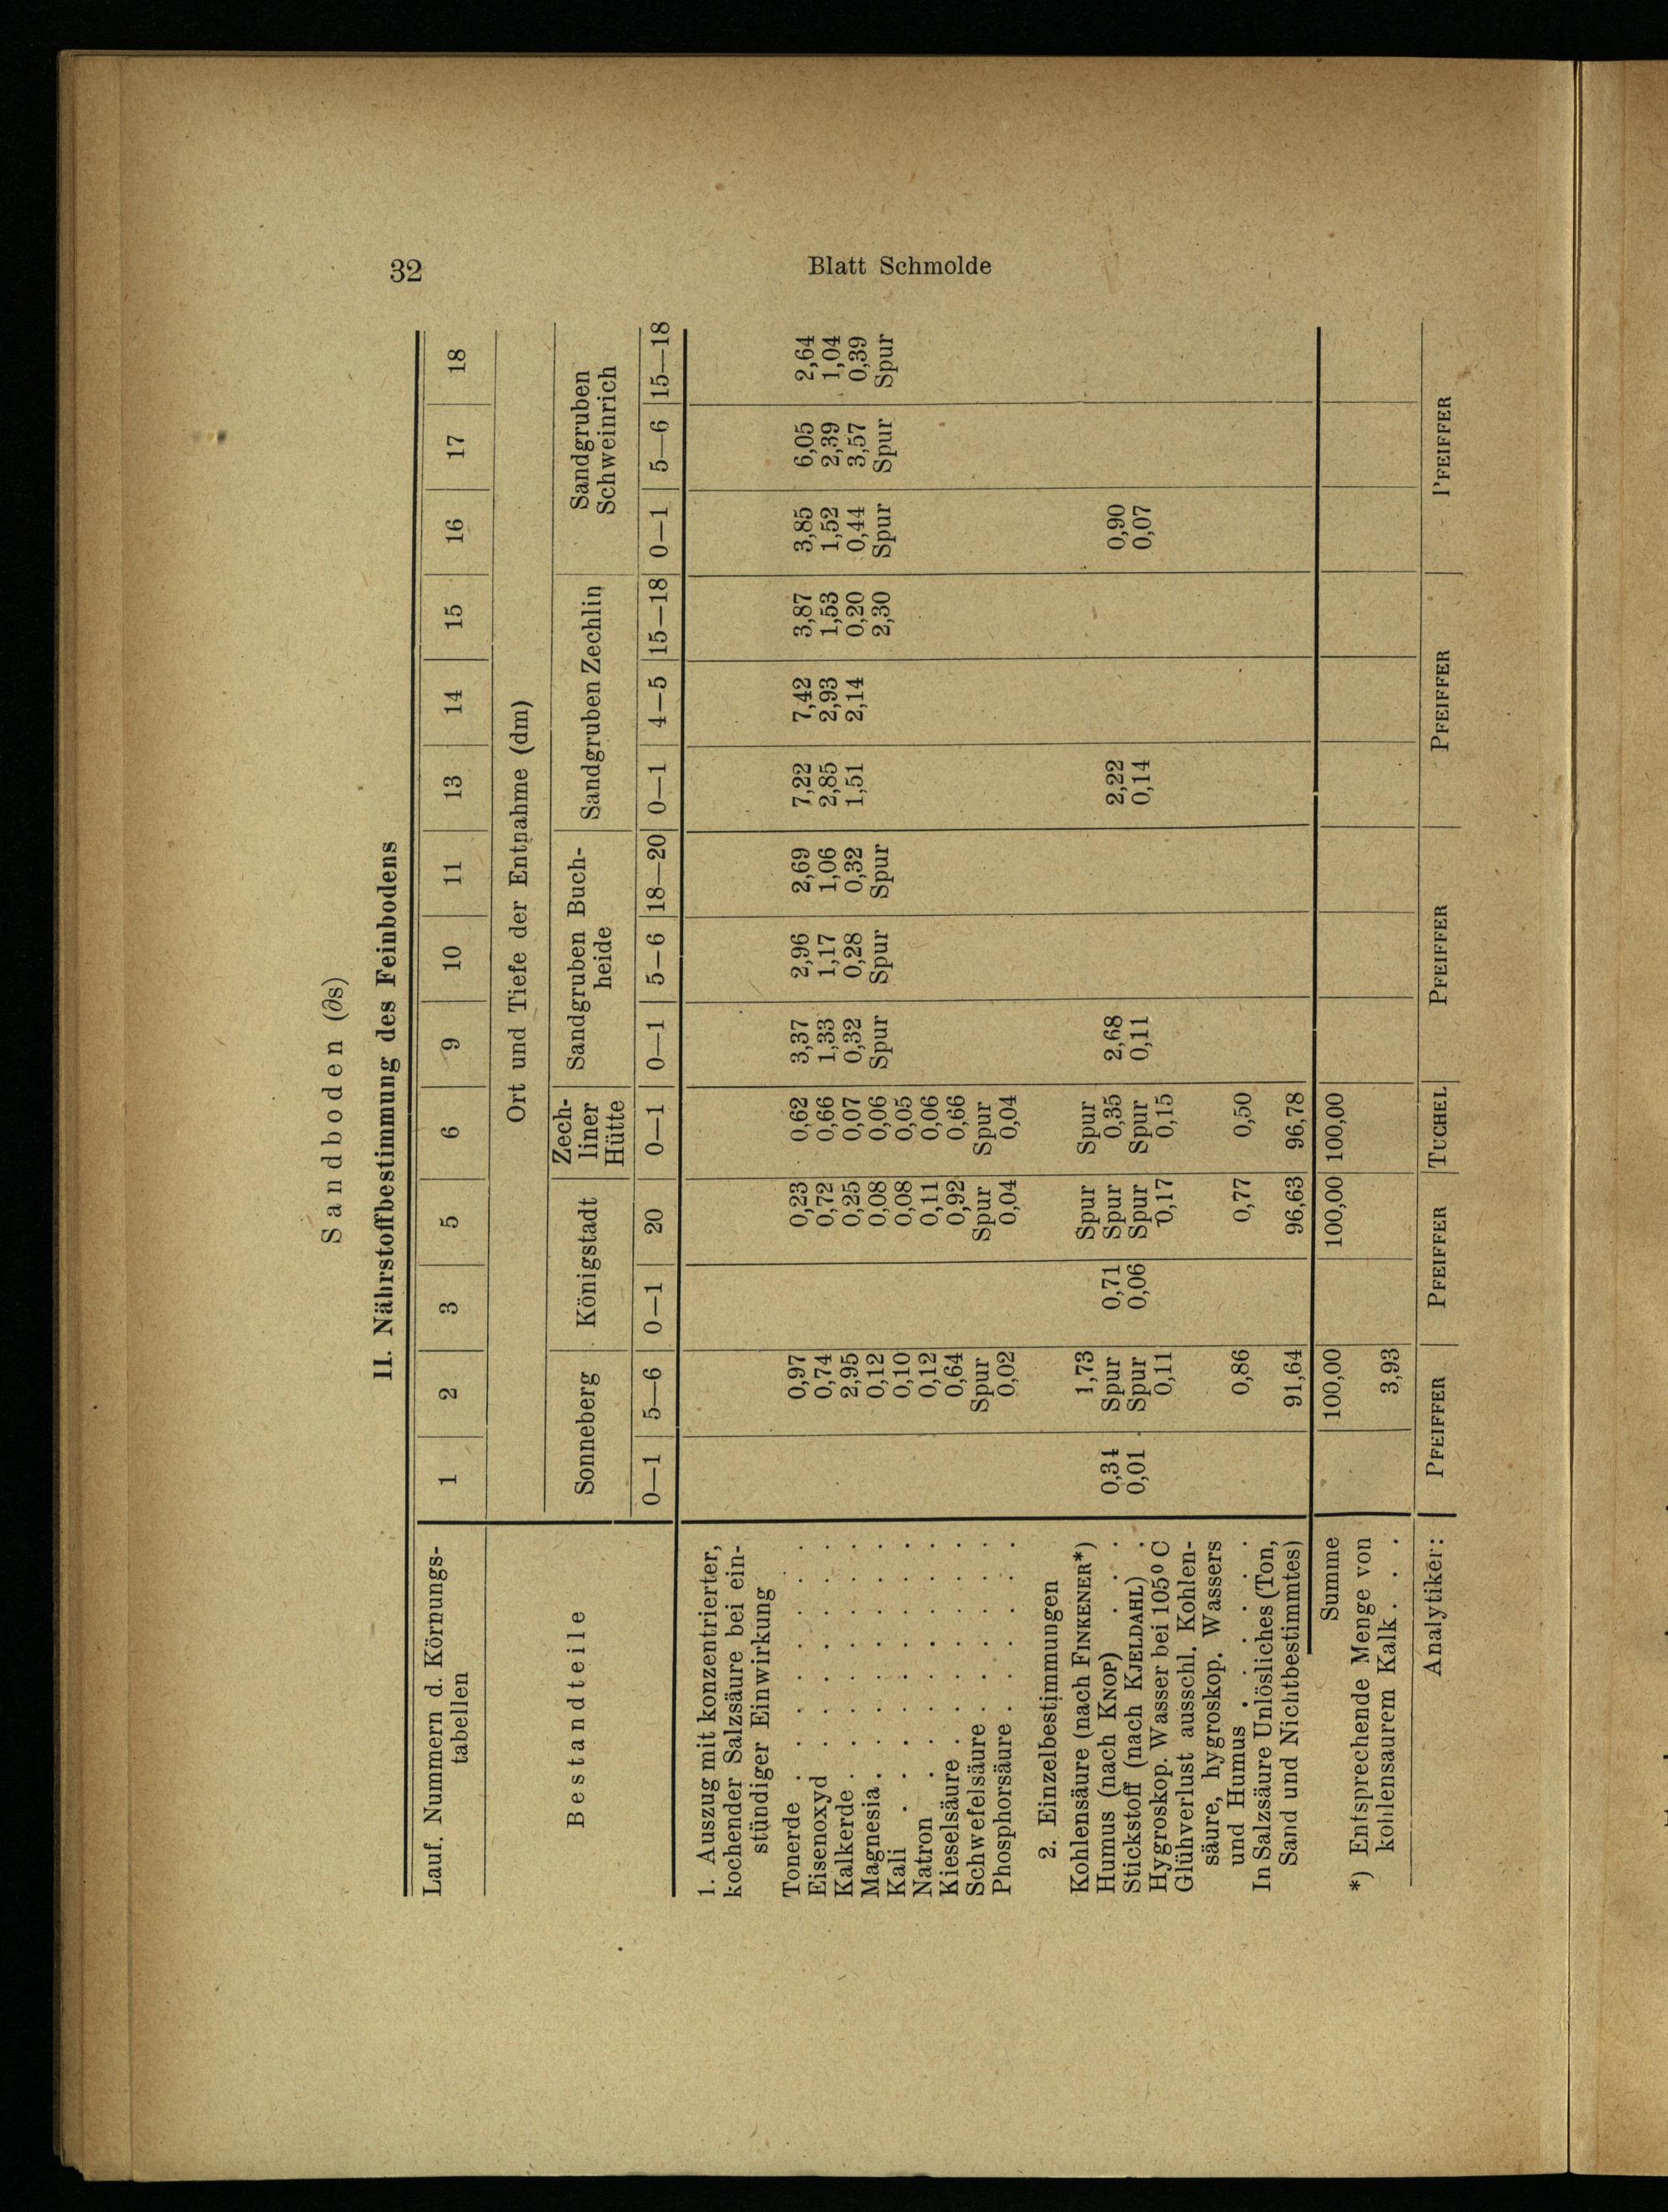 32
Blatt Schmolde
Sandboden (∂s)
II. Nährstoffbestimmung des Feinbodens
Lauf. Nummern d. Körnungs-
tabellen
1 2 3 5 6 9 10 11 13 14 15 16 17 18
Bestandteile
Ort und Tiefe der Entnahme (dm)
Sonneberg
Königstadt
Zech-
liner
Hütte
Sandgruben Buch-
heide
Sandgruben Zechlin
Sandgruben
Schweinrich
0—1 5—6 0—1 20 0—1 0—1 5—6 18—20 0—1 4—5 15—18 0—1 5—6 15—18
1. Auszug mit konzentrierter,
kochender Salzsäure bei ein-
stündiger Einwirkung
Tonerde . . . . . . . . 0,97 0,23 0,62 3,37 2,96 2,69 7,22 7,42 3,87 3,85 6,05 2,64
Eisenoxyd . . . . . . . 0,74 0,72 0,66 1,33 1,17 1,06 2,85 2,93 1,53 1,52 2,39 1,04
Kalkerde . . . . . . . . 2,95 0,25 0,07 0,32 0,28 0,32 1,51 2,14 0,20 0,44 3,57 0,39
Magnesia . . . . . . . . 0,12 0,08 0,06 Spur Spur Spur 2,30 Spur Spur Spur
Kali . . . . . . . . . 0,10 0,08 0,05
Natron . . . . . . . . 0,12 0,11 0,06
Kieselsäure . . . . . . . 0,64 0,92 0,66
Schwefelsäure . . . . . . Spur Spur Spur
Phosphorsäure . . . . . . 0,02 0,04 0,04
2. Einzelbestimmungen
Kohlensäure (nach FINKENER*) 1,73 Spur Spur
Humus (nach KNOP) . . . 0,34 Spur 0,71 Spur 0,35 2,68 2,22 0,90
Stickstoff (nach KJELDAHL) . 0,01 Spur 0,06 Spur Spur 0,11 0,14 0,07
Hygroskop. Wasser bei 105° C 0,11 0,17 0,15
Glühverlust ausschl. Kohlen-
säure, hygroskop. Wassers
und Humus . . . . . . 0,86 0,77 0,50
In Salzsäure Unlösliches (Ton,
Sand und Nichtbestimmtes) 91,64 96,63 96,78
Summe 100,00 100,00 100,00
*) Entsprechende Menge von
kohlensaurem Kalk . . . 3,93
Analytiker: PFEIFFER PFEIFFER TUCHEL PFEIFFER PFEIFFER PFEIFFER